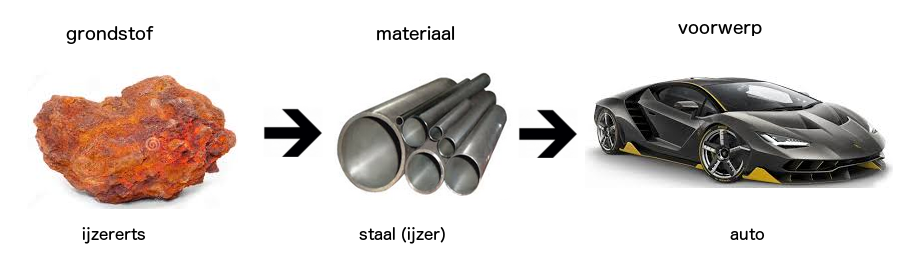 grondstof
materiaal
voorwerp
ijzererts
staal (ijzer)
auto